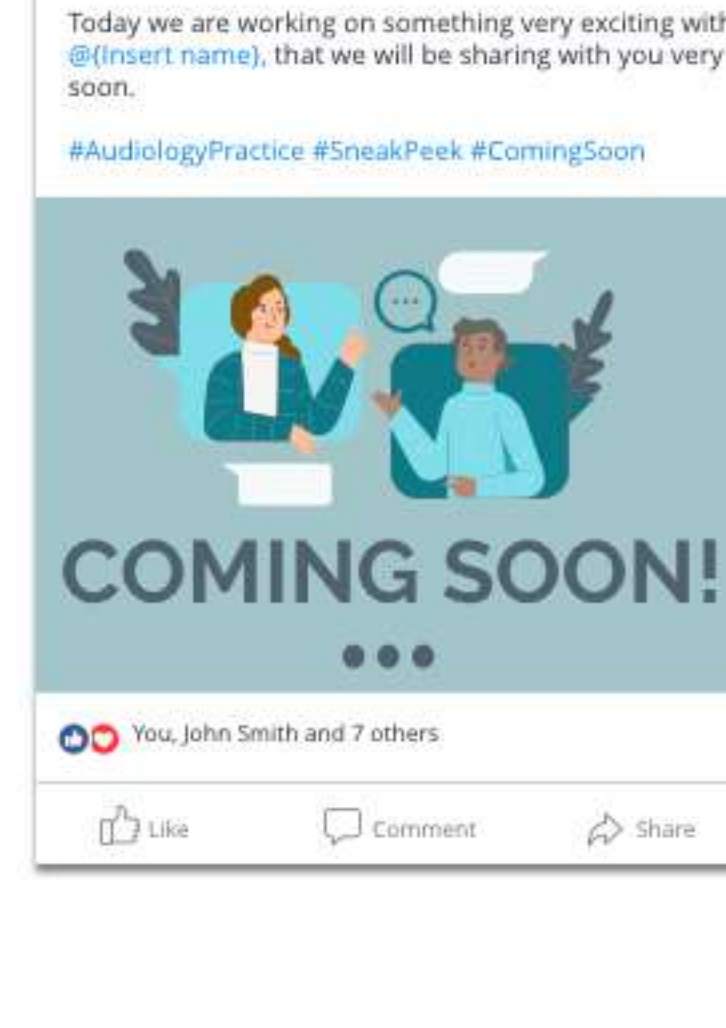 Today we are working on something very exciting with
@{Insert name}, that we will be sharing with you very
soon.
#AudiologyPractice #SneakPeek #ComingSoon
COMING SOON!
You, John Smith and 7 others
Like Comment Share